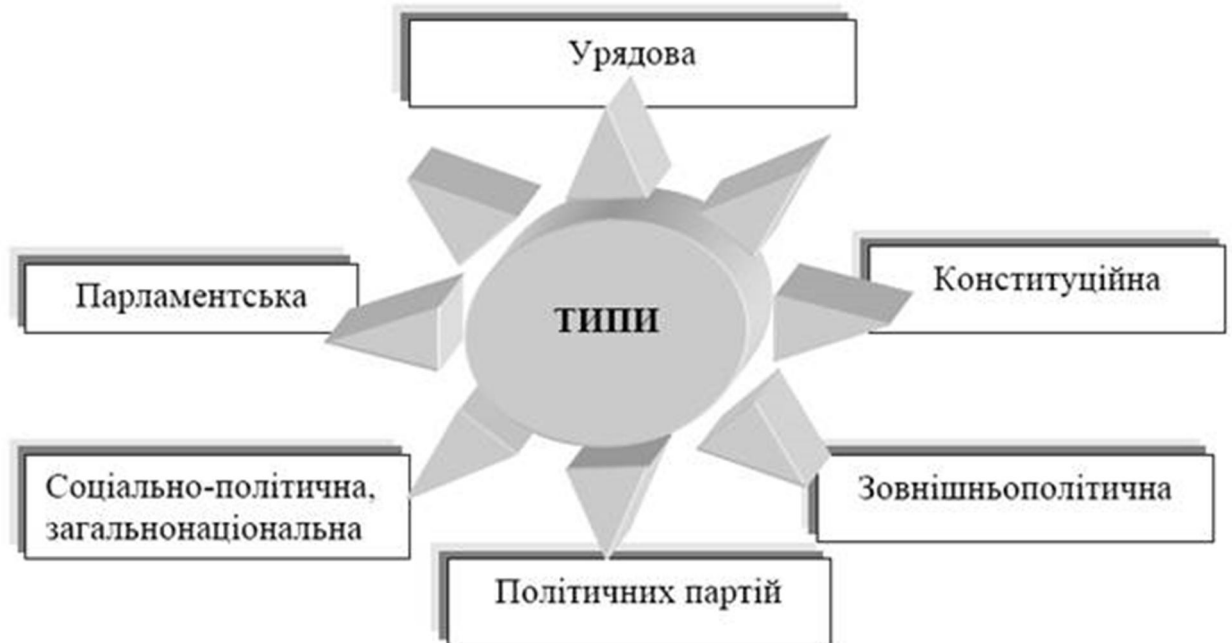 Урядова
Парламентська
ТИПИ
Конституційна
Соціально-політична,
загальнонаціональна
Зовнішньополітична
Політичних партій